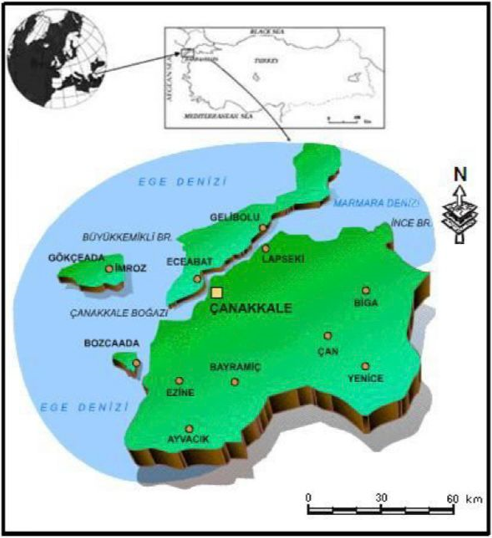 BLACK SEA
TURKEY
AEGEAN SEA
MEDITERRANEAN SEA
Km
N
EGE DENİZİ
MARMARA DENİZİ
GELİBOLU
İNCE BR.
BÜYÜKKEMİKLİ BR.
LAPSEKİ
GÖKÇEADA
İMROZ
ECEABAT
ÇANAKKALE BOĞAZI
ÇANAKKALE
BİGA
BOZCAADA
ÇAN
BAYRAMİÇ
YENİCE
EZİNE
EGE DENİZİ
AYVACIK
0 30 60 km